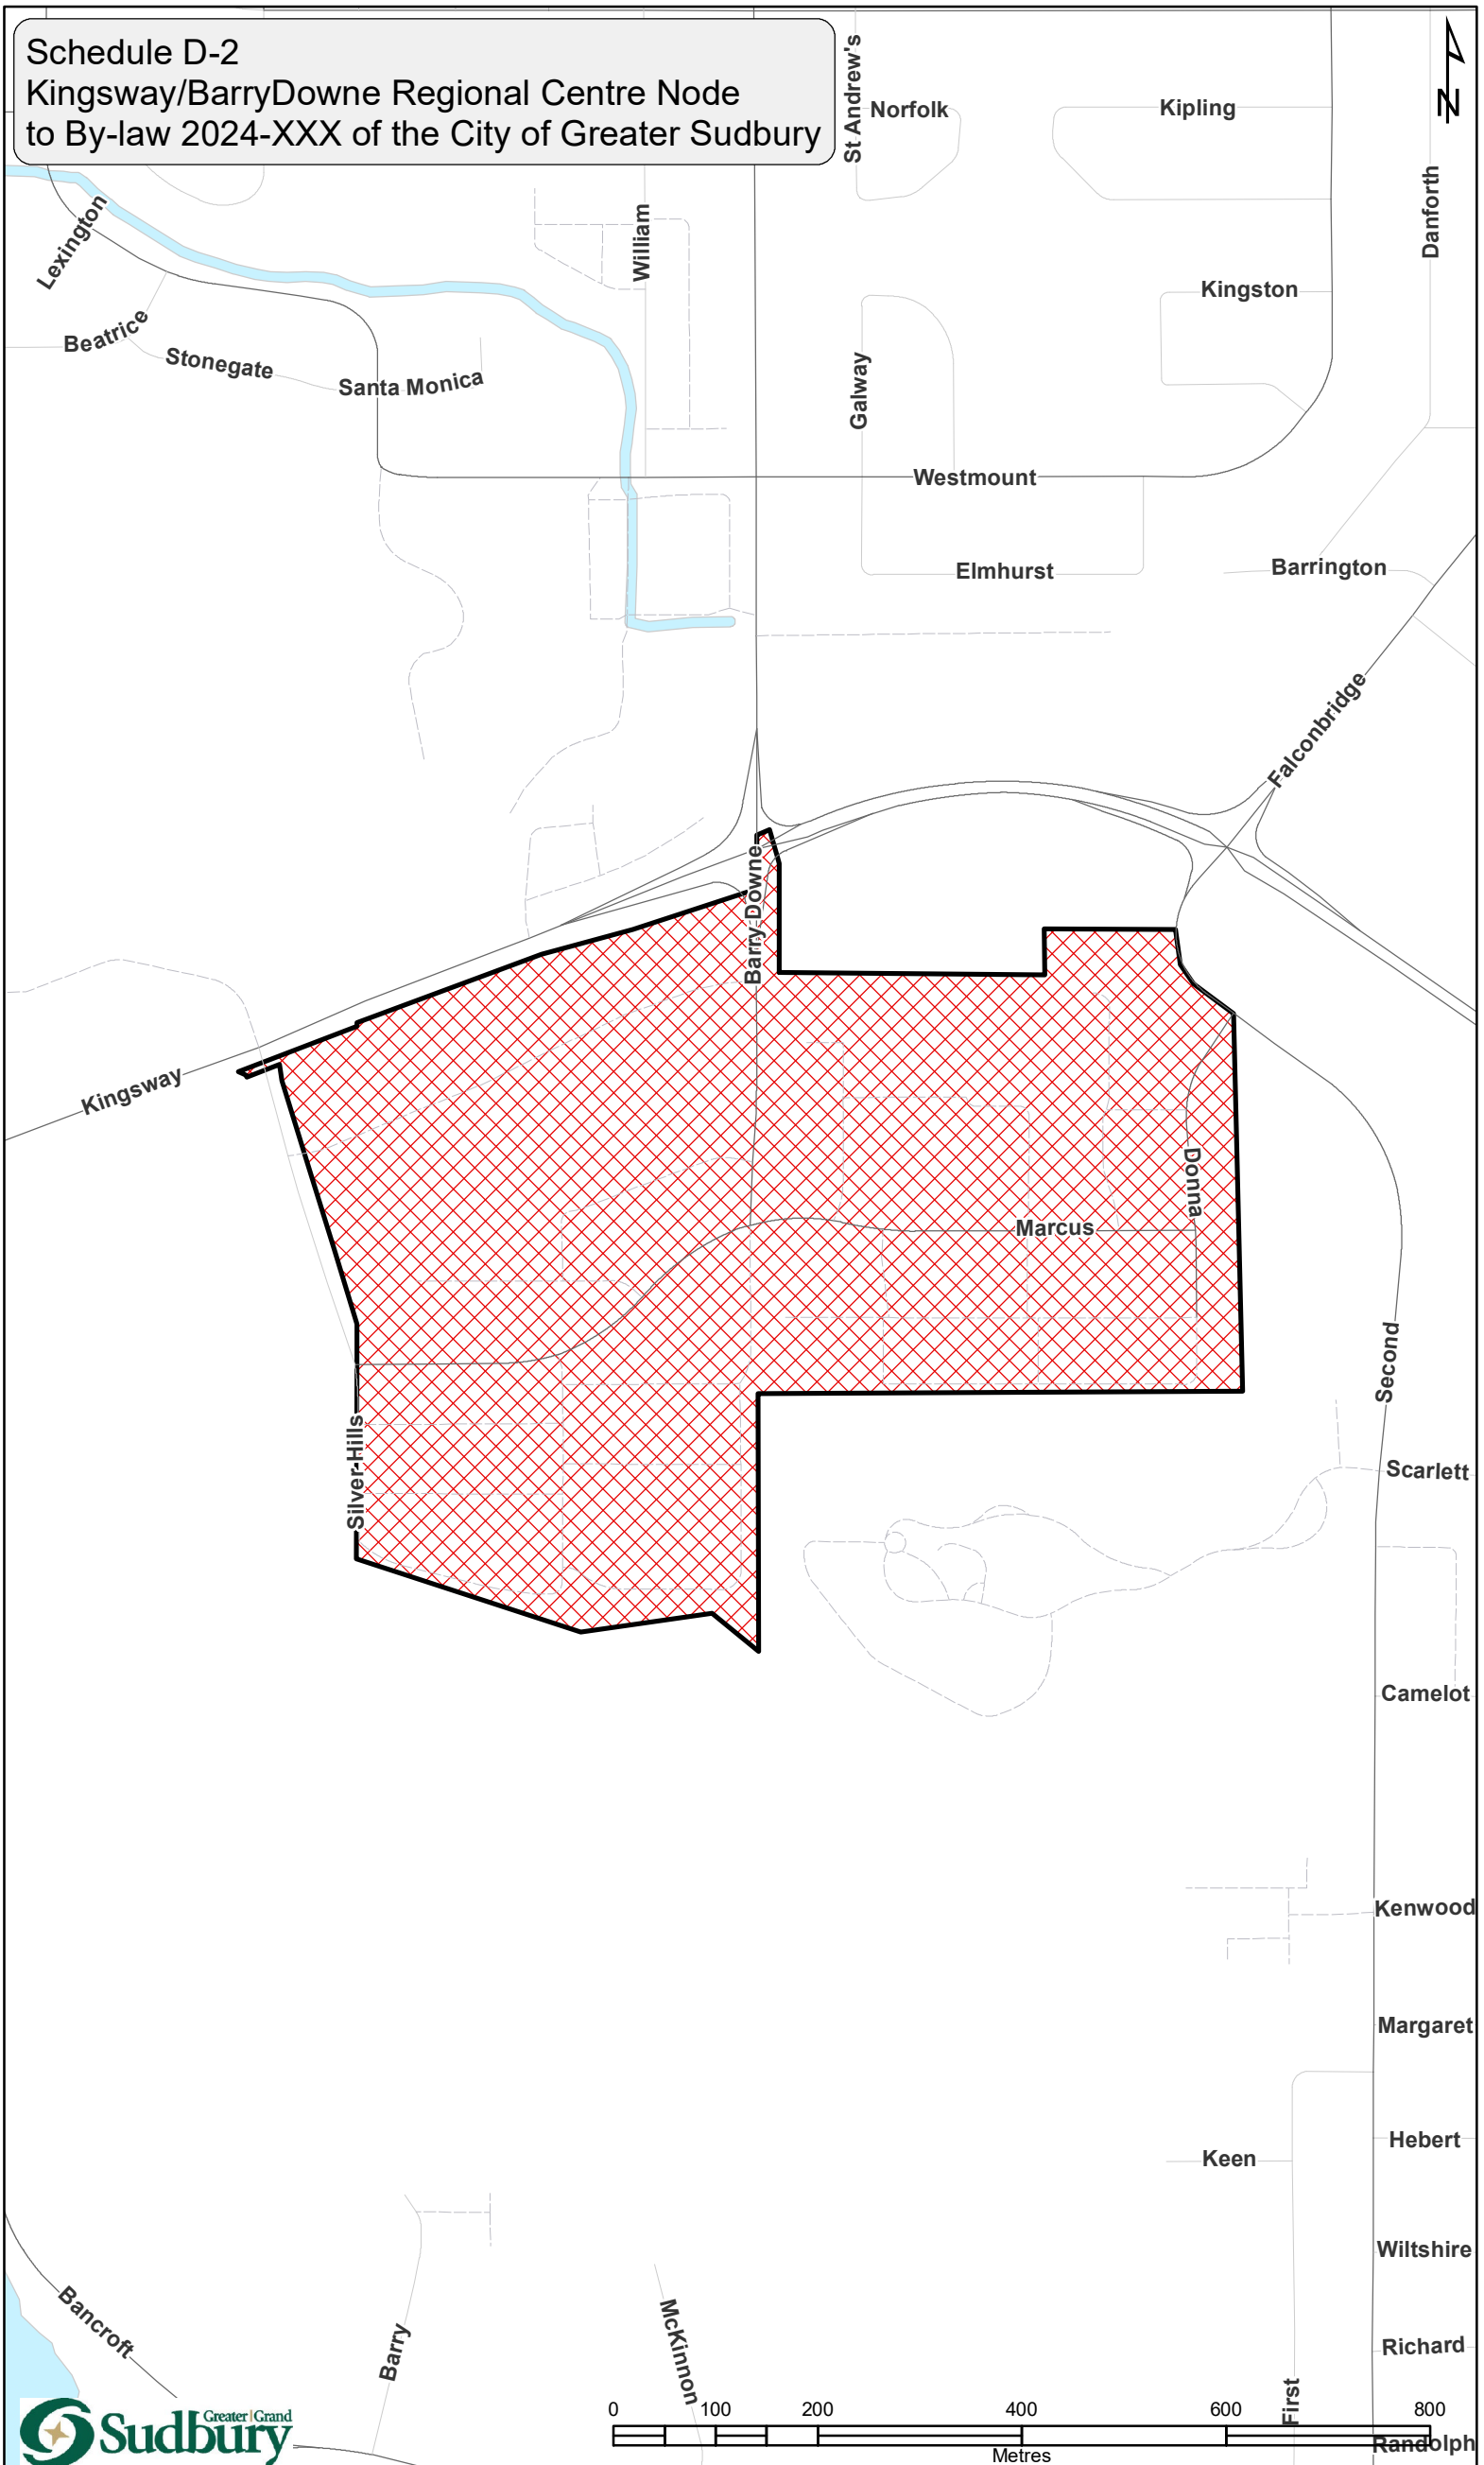 Schedule D-2
Kingsway/BarryDowne Regional Centre Node
to By-law 2024-XXX of the City of Greater Sudbury
N
St Andrew's
Norfolk
Kipling
Danforth
Lexington
William
Kingston
Beatrice
Stonegate
Santa Monica
Galway
Westmount
Elmhurst
Barrington
Falconbridge
Barry Downe
Kingsway
Donna
Marcus
Second
Silver Hills
Scarlett
Camelot
Kenwood
Margaret
Hebert
Keen
Wiltshire
Bancroft
Barry
McKinnon
Richard
First
Randolph
Greater Grand
Sudbury
0 100 200 400 600 800
Metres